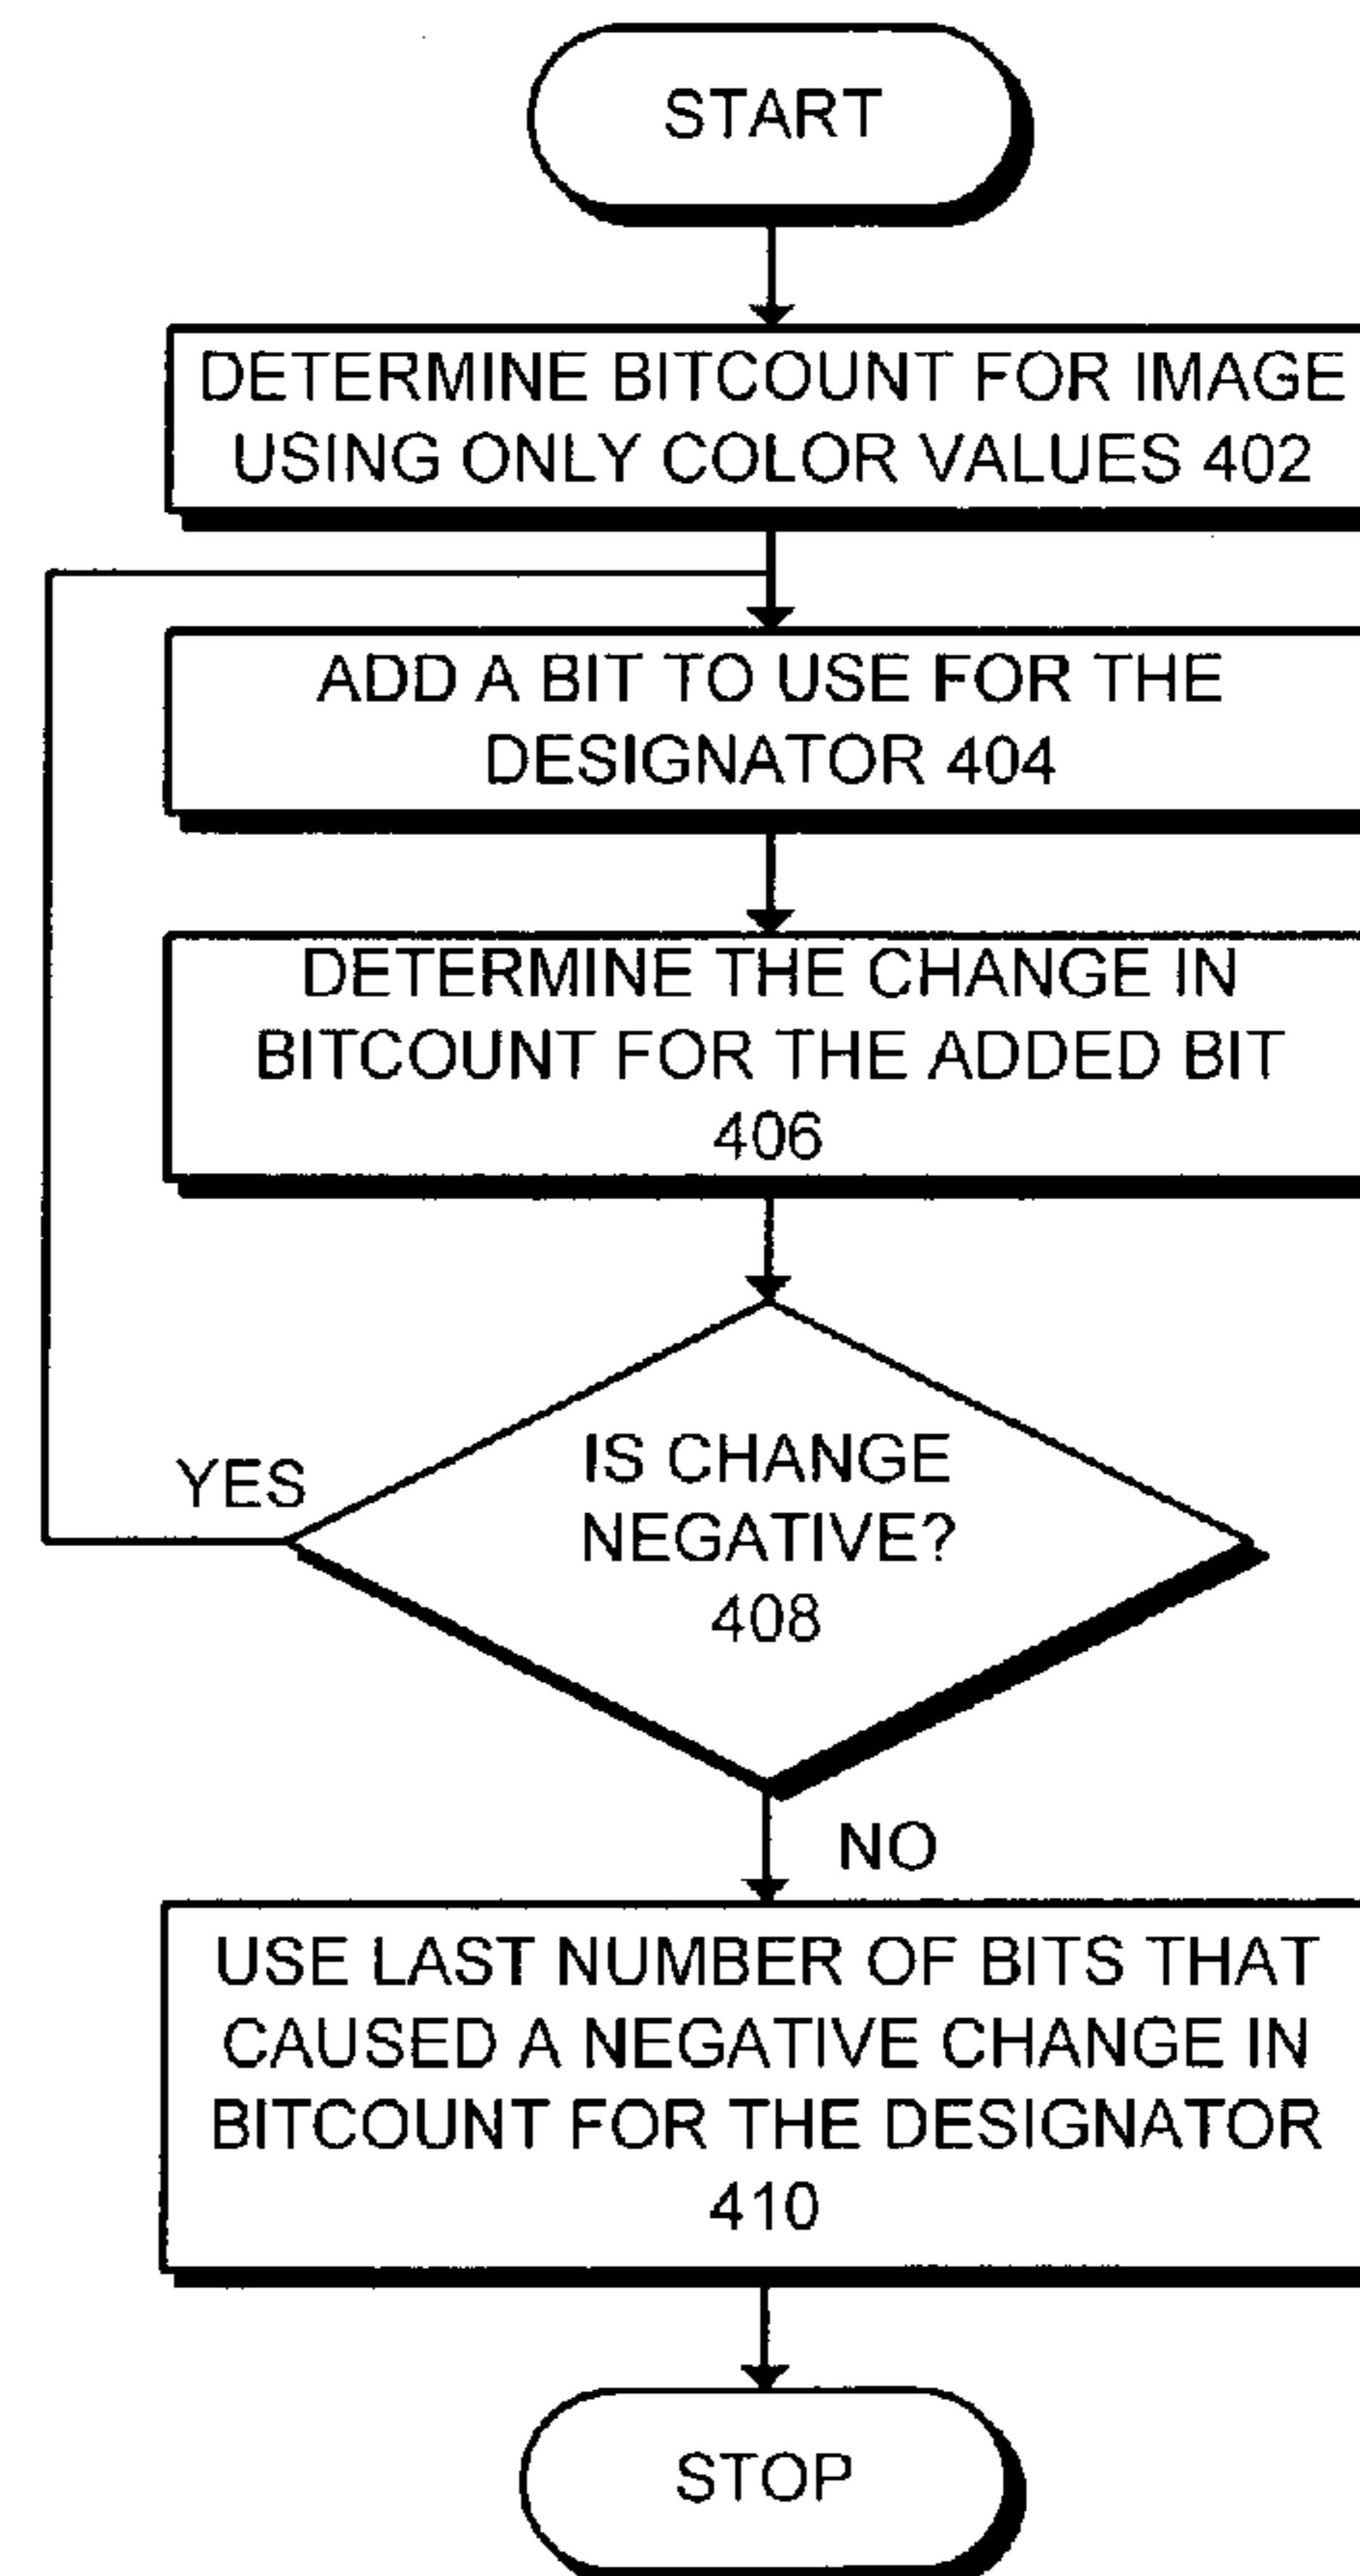 START
DETERMINE BITCOUNT FOR IMAGE
USING ONLY COLOR VALUES 402
ADD A BIT TO USE FOR THE
DESIGNATOR 404
DETERMINE THE CHANGE IN
BITCOUNT FOR THE ADDED BIT
406
IS CHANGE
NEGATIVE?
408
YES
NO
USE LAST NUMBER OF BITS THAT
CAUSED A NEGATIVE CHANGE IN
BITCOUNT FOR THE DESIGNATOR
410
STOP